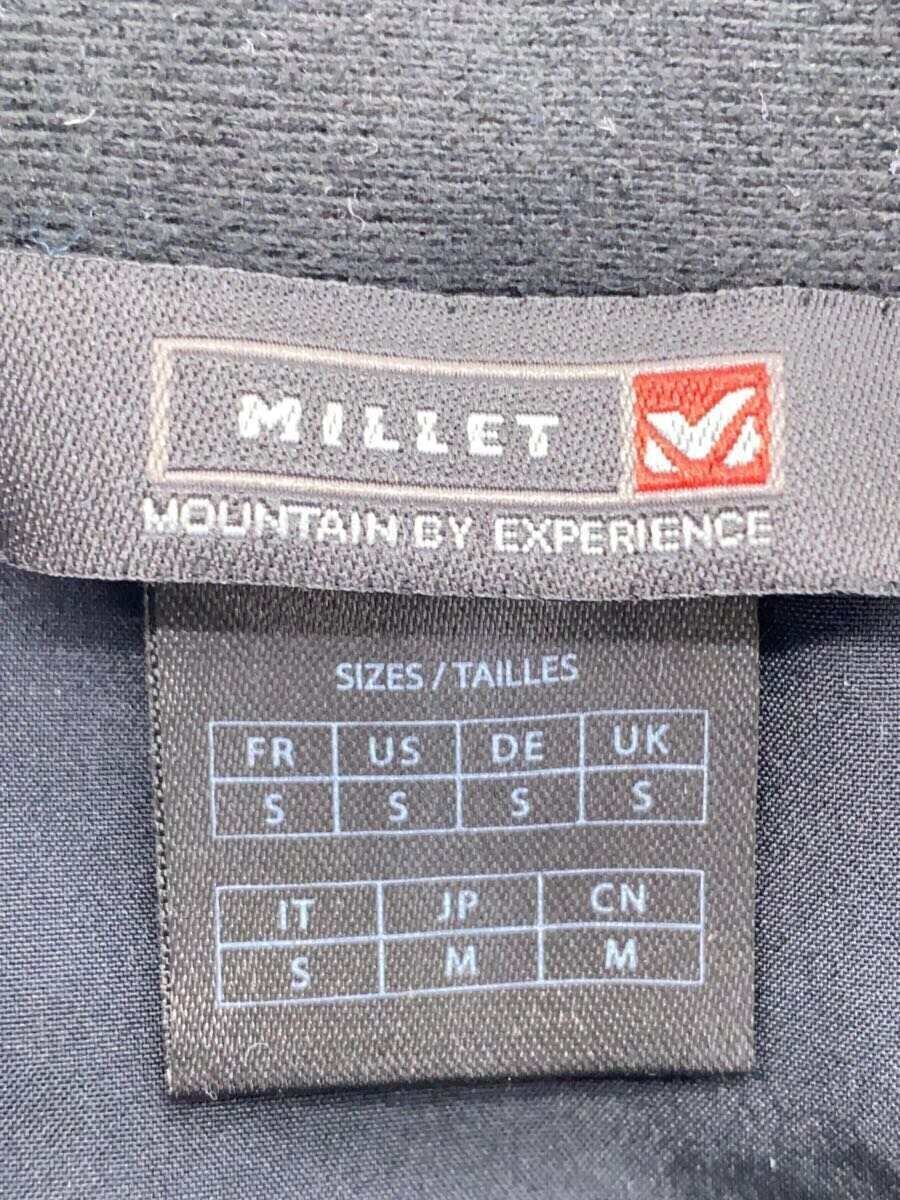 MILLET
MOUNTAIN BY EXPERIENCE
SIZES / TAILLES
FR US DE UK
S S S S
IT JP CN
S M M